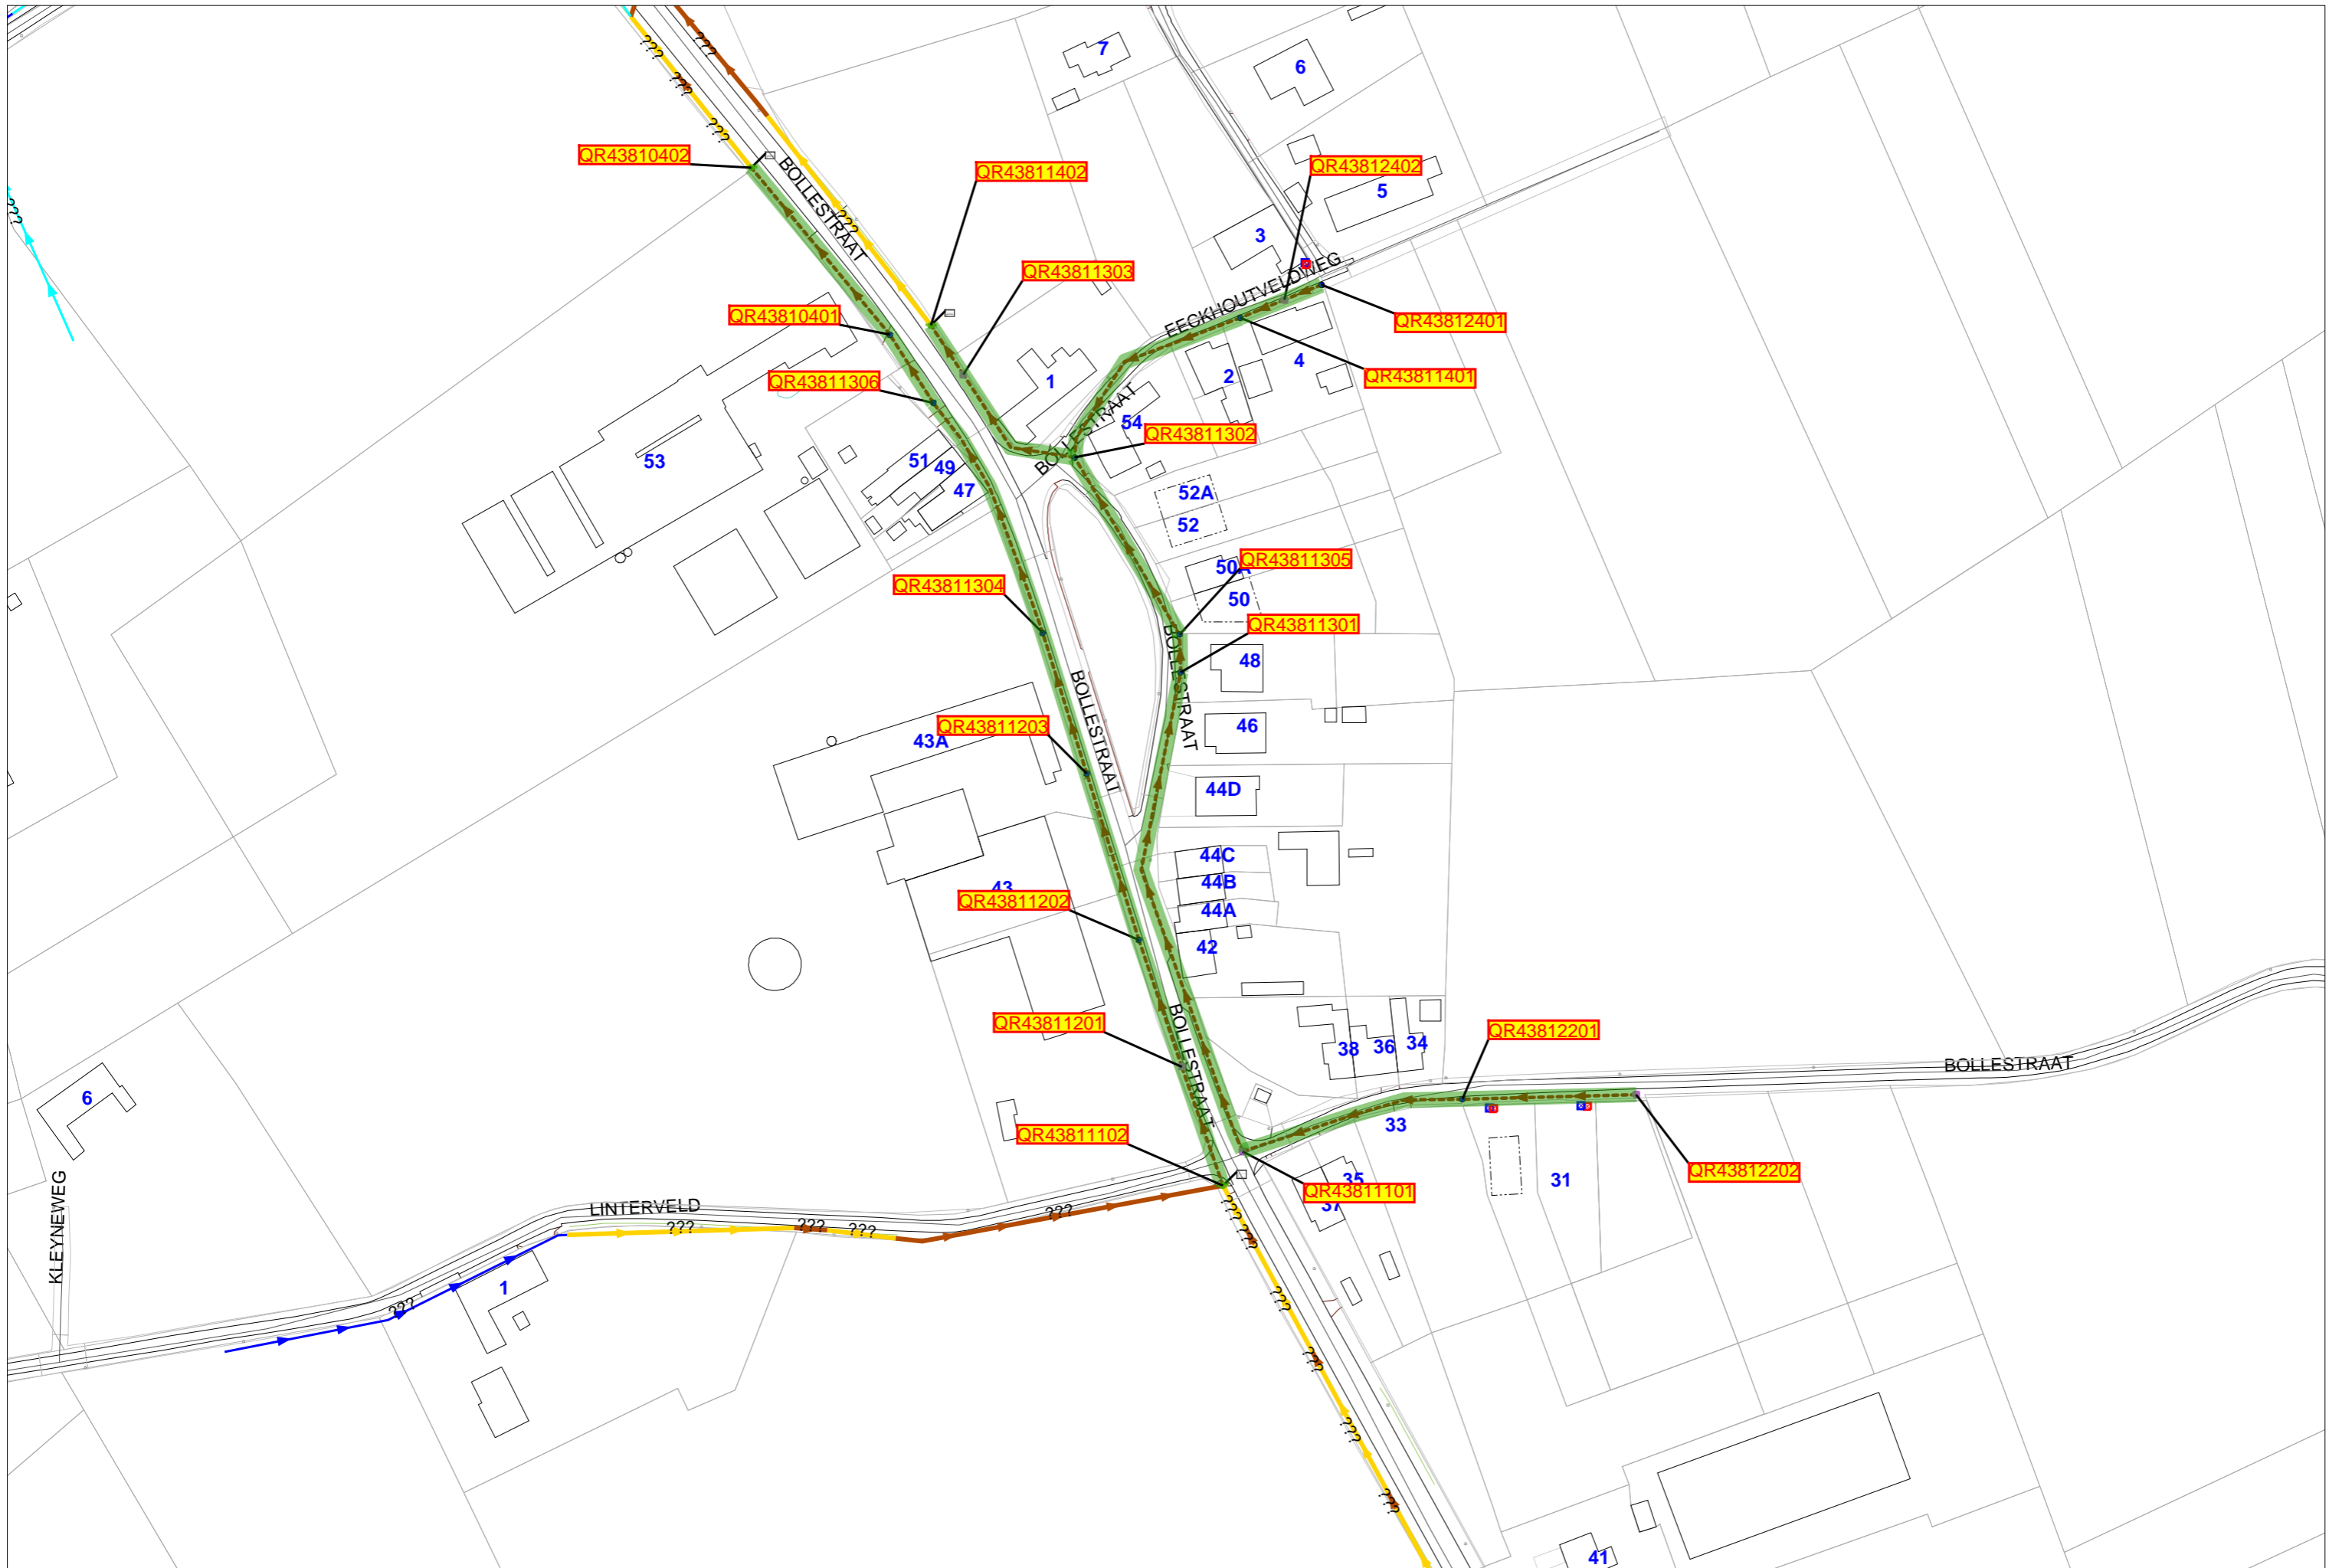 ???
???
???
???
7
6
QR43810402
BOLLESTRAAT
QR43811402
QR43812402
5
???
???
3
QR43811303
EECKHOUTVELDWEG
QR43810401
QR43812401
QR43811306
1
2
4
QR43811401
BOLLESTRAAT
54
QR43811302
53
51
49
47
52A
52
QR43811304
50A
QR43811305
50
QR43811301
BOLLESTRAAT
48
BOLLESTRAAT
46
QR43811203
43A
44D
44C
44B
44A
43
QR43811202
42
QR43811201
BOLLESTRAAT
38
36
34
QR43812201
BOLLESTRAAT
6
33
QR43811102
KLEYNEWEG
LINTERVELD
???
???
???
???
35
QR43811101
37
31
QR43812202
???
???
1
???
???
???
???
???
41